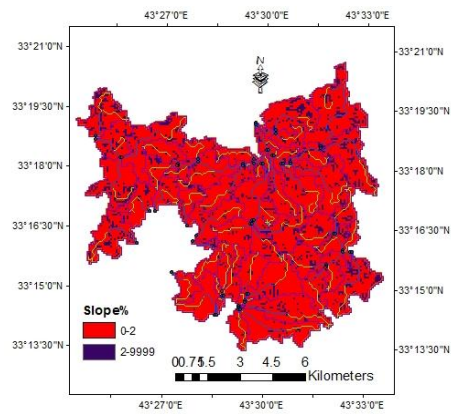 43°27'0"E 43°30'0"E 43°33'0"E
33°21'0"N 33°21'0"N
N
33°19'30"N 33°19'30"N
33°18'0"N 33°18'0"N
33°16'30"N 33°16'30"N
33°15'0"N 33°15'0"N
Slope%
0-2
2-9999
33°13'30"N 33°13'30"N
00.751.5 3 4.5 6
Kilometers
43°27'0"E 43°30'0"E 43°33'0"E